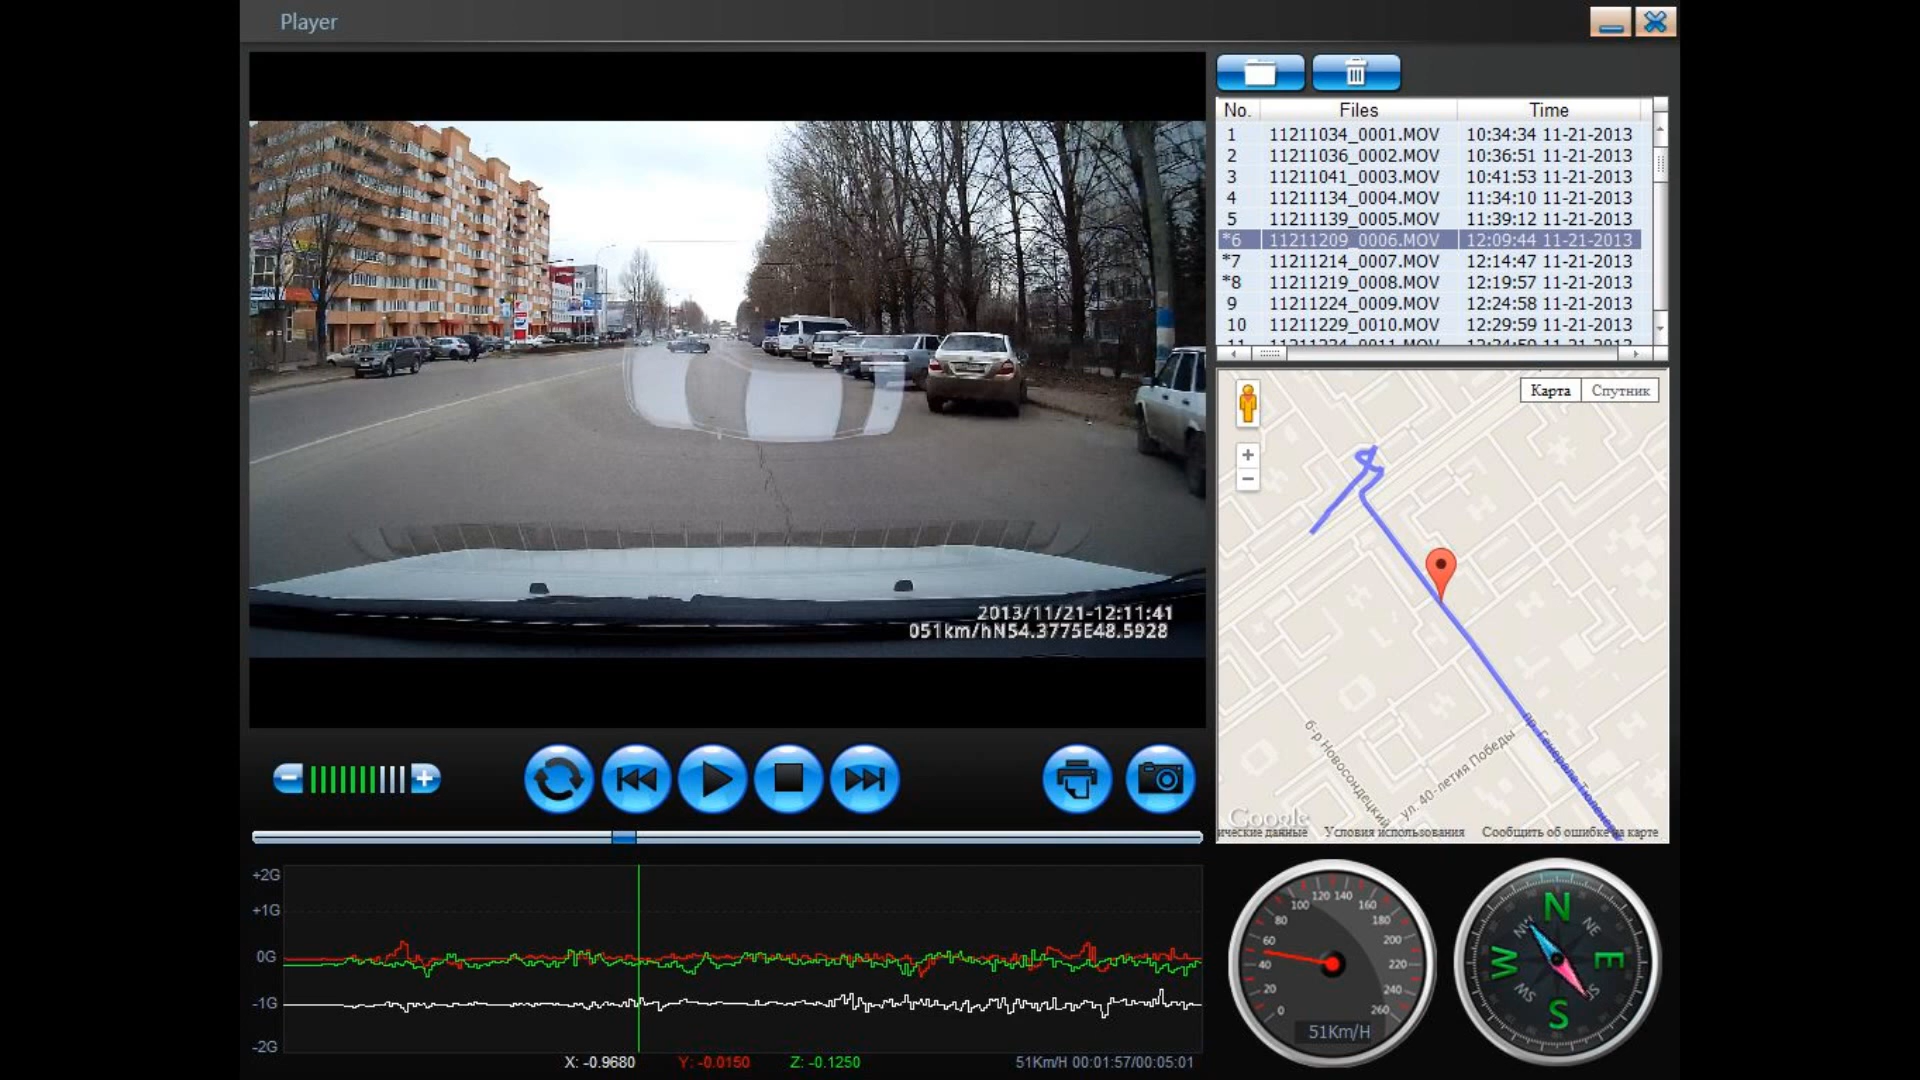 Player
No. Files Time
1 11211034_0001.MOV 10:34:34 11-21-2013
2 11211036_0002.MOV 10:36:51 11-21-2013
3 11211041_0003.MOV 10:41:53 11-21-2013
4 11211134_0004.MOV 11:34:10 11-21-2013
5 11211139_0005.MOV 11:39:12 11-21-2013
*6 11211209_0006.MOV 12:09:44 11-21-2013
*7 11211214_0007.MOV 12:14:47 11-21-2013
*8 11211219_0008.MOV 12:19:57 11-21-2013
9 11211224_0009.MOV 12:24:58 11-21-2013
10 11211229_0010.MOV 12:29:59 11-21-2013
Карта Спутник
2013/11/21-12:11:41
051km/hN54.3775E48.5928
б-р Новосондецкий
ул. 40-летия Победы
пр. Генерала Тюленева
Google
ические данные Условия использования Сообщить об ошибке на карте
+2G
+1G
0G
-1G
-2G
X: -0.9680 Y: -0.0150 Z: -0.1250 51Km/H 00:01:57/00:05:01
0 20 40 60 80 100 120 140 160 180 200 220 240 260
51Km/H
N NE E SE S SW W NW